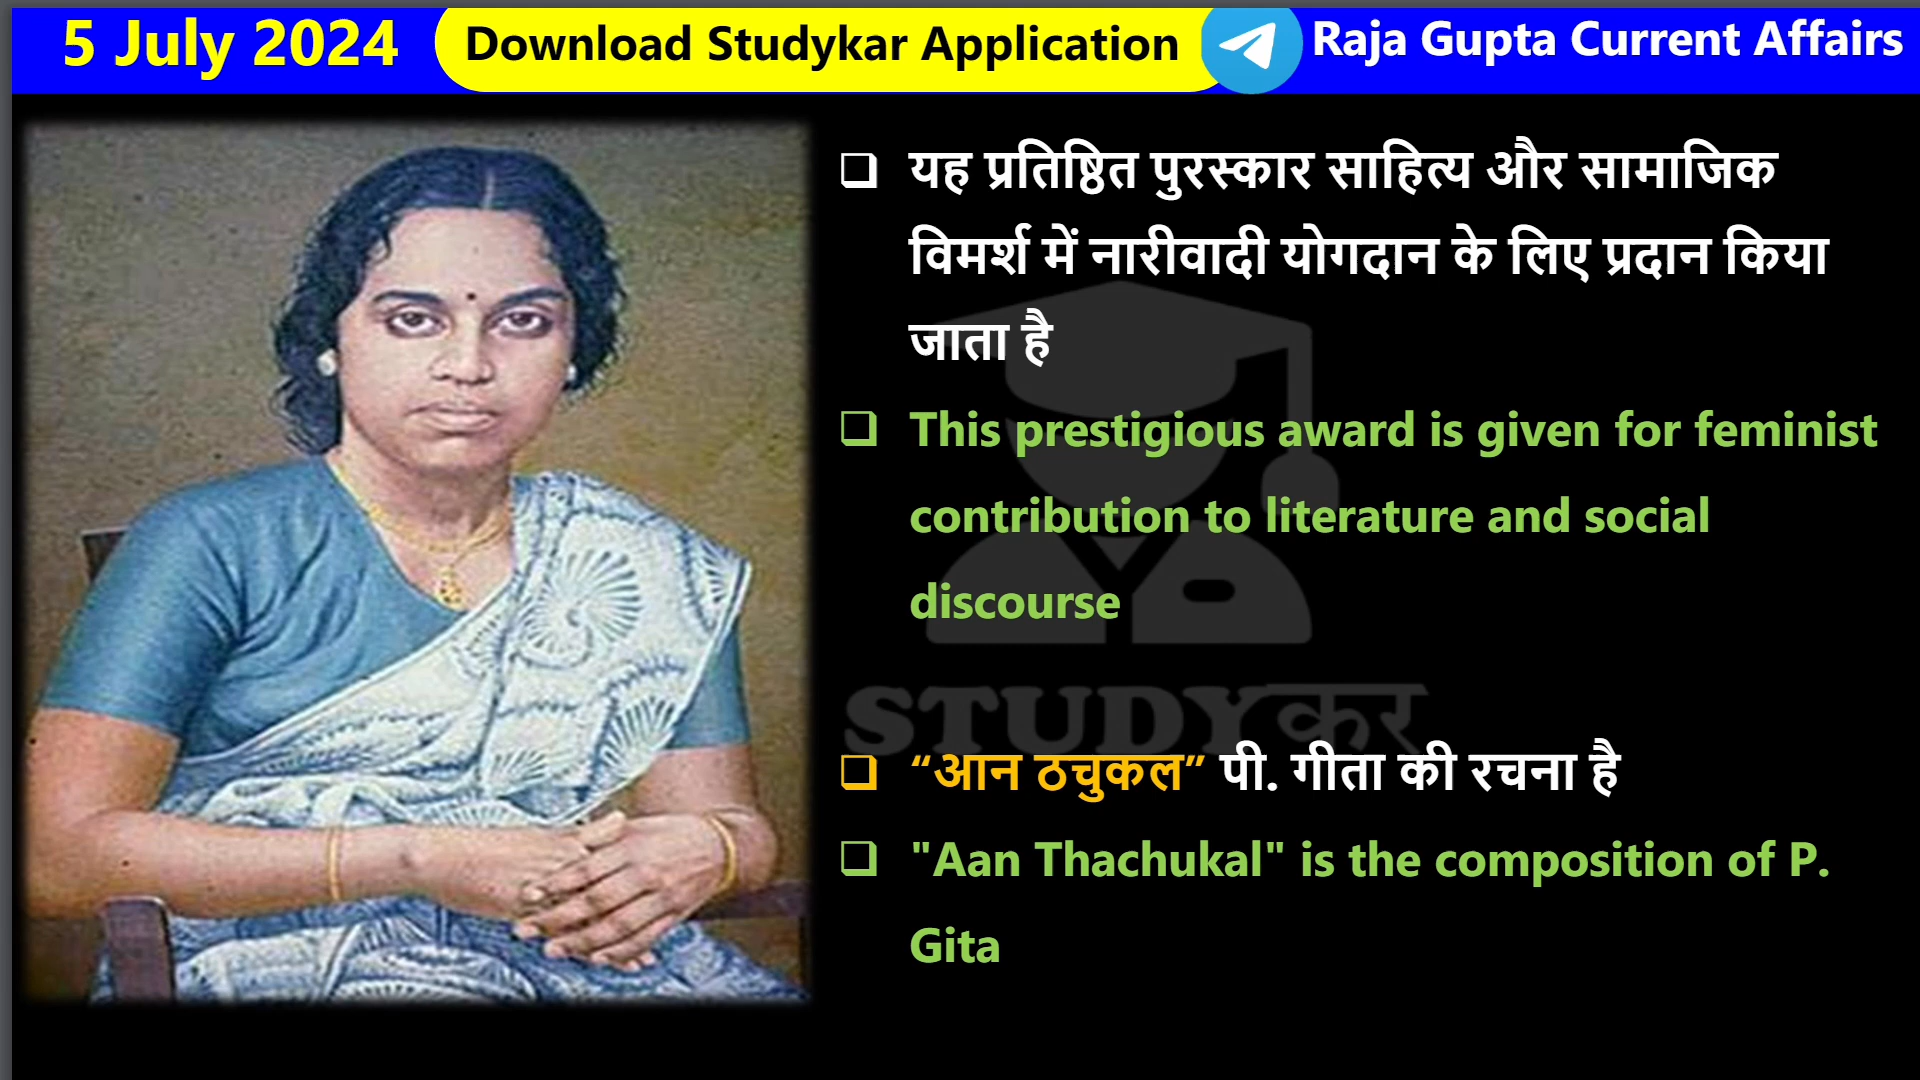 5 July 2024
Download Studykar Application
Raja Gupta Current Affairs
यह प्रतिष्ठित पुरस्कार साहित्य और सामाजिक
विमर्श में नारीवादी योगदान के लिए प्रदान किया
जाता है
This prestigious award is given for feminist
contribution to literature and social
discourse
STUDYकर
“आन ठचुकल” पी. गीता की रचना है
"Aan Thachukal" is the composition of P.
Gita